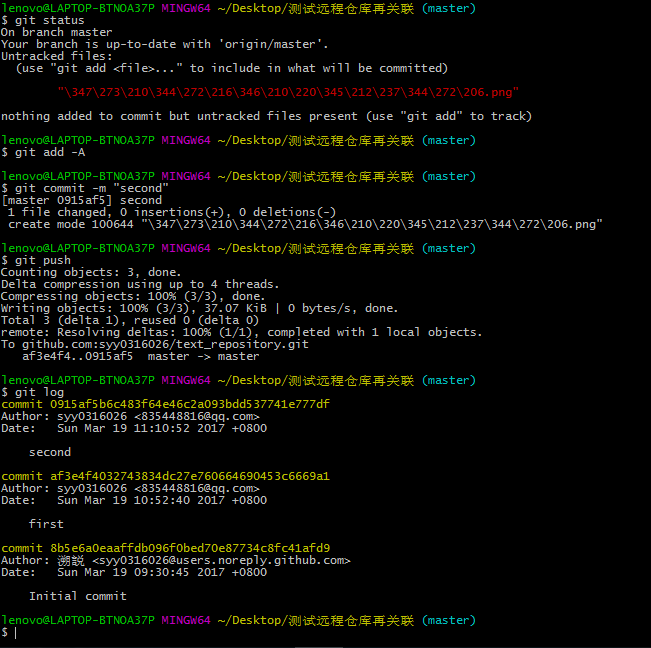 lenovo@LAPTOP-BTNOA37P MINGW64 ~/Desktop/测试远程仓库再关联 (master)
$ git status
On branch master
Your branch is up-to-date with 'origin/master'.
Untracked files:
  (use "git add <file>..." to include in what will be committed)
        "\347\273\210\344\272\216\346\210\220\345\212\237\344\272\206.png"
nothing added to commit but untracked files present (use "git add" to track)
lenovo@LAPTOP-BTNOA37P MINGW64 ~/Desktop/测试远程仓库再关联 (master)
$ git add -A
lenovo@LAPTOP-BTNOA37P MINGW64 ~/Desktop/测试远程仓库再关联 (master)
$ git commit -m "second"
[master 0915af5] second
 1 file changed, 0 insertions(+), 0 deletions(-)
 create mode 100644 "\347\273\210\344\272\216\346\210\220\345\212\237\344\272\206.png"
lenovo@LAPTOP-BTNOA37P MINGW64 ~/Desktop/测试远程仓库再关联 (master)
$ git push
Counting objects: 3, done.
Delta compression using up to 4 threads.
Compressing objects: 100% (3/3), done.
Writing objects: 100% (3/3), 37.07 KiB | 0 bytes/s, done.
Total 3 (delta 1), reused 0 (delta 0)
remote: Resolving deltas: 100% (1/1), completed with 1 local objects.
To github.com:syy0316026/text_repository.git
   af3e4f4..0915af5  master -> master
lenovo@LAPTOP-BTNOA37P MINGW64 ~/Desktop/测试远程仓库再关联 (master)
$ git log
commit 0915af5b6c483f64e46c2a093bdd537741e777df
Author: syy0316026 <835448816@qq.com>
Date:   Sun Mar 19 11:10:52 2017 +0800
    second
commit af3e4f4032743834dc27e760664690453c6669a1
Author: syy0316026 <835448816@qq.com>
Date:   Sun Mar 19 10:52:40 2017 +0800
    first
commit 8b5e6a0eaaffdb096f0bed70e87734c8fc41afd9
Author: 溯説 <syy0316026@users.noreply.github.com>
Date:   Sun Mar 19 09:30:45 2017 +0800
    Initial commit
lenovo@LAPTOP-BTNOA37P MINGW64 ~/Desktop/测试远程仓库再关联 (master)
$